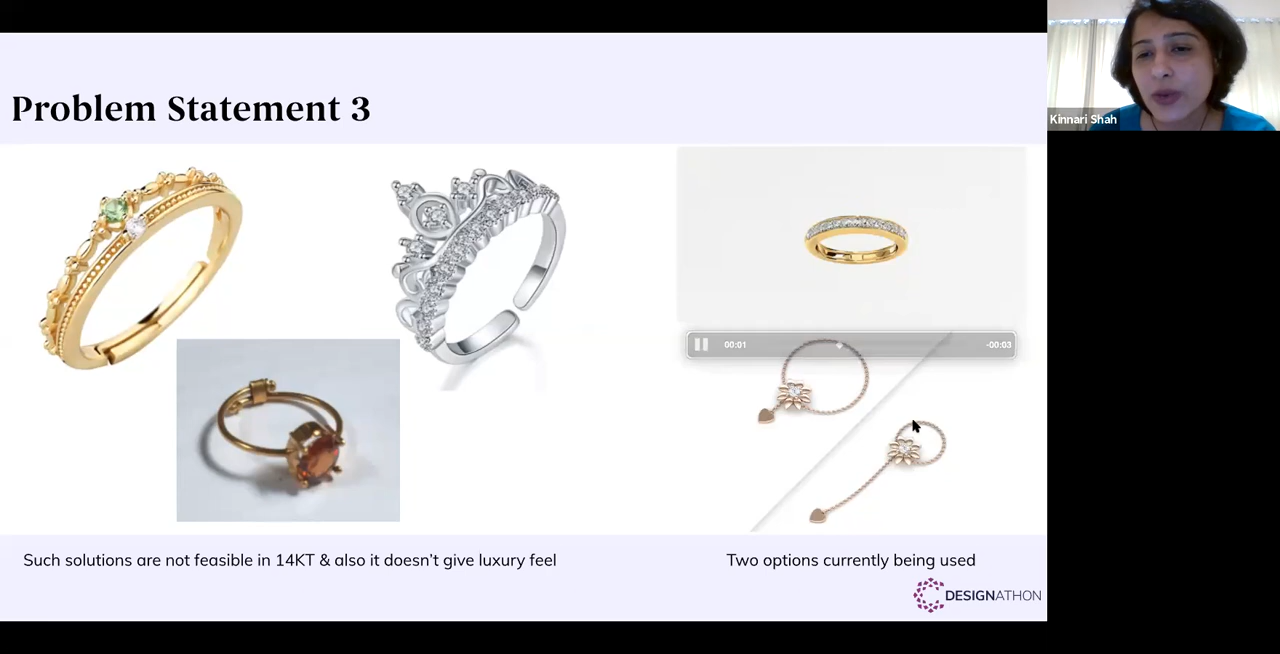 Problem Statement 3
Kinnari Shah
00:01
-00:03
Such solutions are not feasible in 14KT & also it doesn't give luxury feel
Two options currently being used
DESIGNATHON